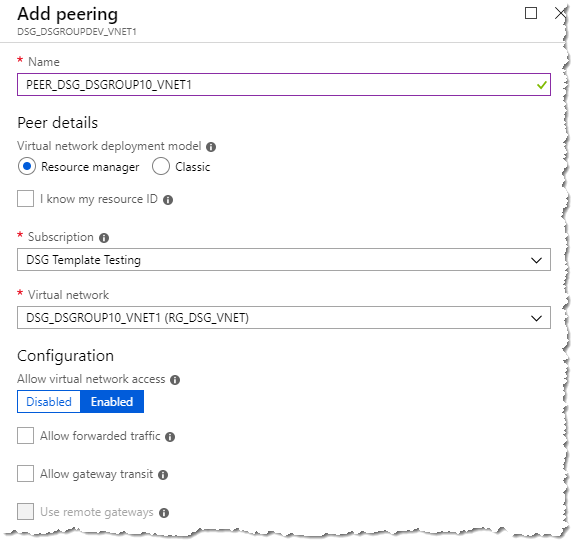 Add peering
DSG_DSGROUPDEV_VNET1
* Name
PEER_DSG_DSGROUP10_VNET1
Peer details
Virtual network deployment model
Resource manager Classic
I know my resource ID
* Subscription
DSG Template Testing
* Virtual network
DSG_DSGROUP10_VNET1 (RG_DSG_VNET)
Configuration
Allow virtual network access
Disabled Enabled
Allow forwarded traffic
Allow gateway transit
Use remote gateways